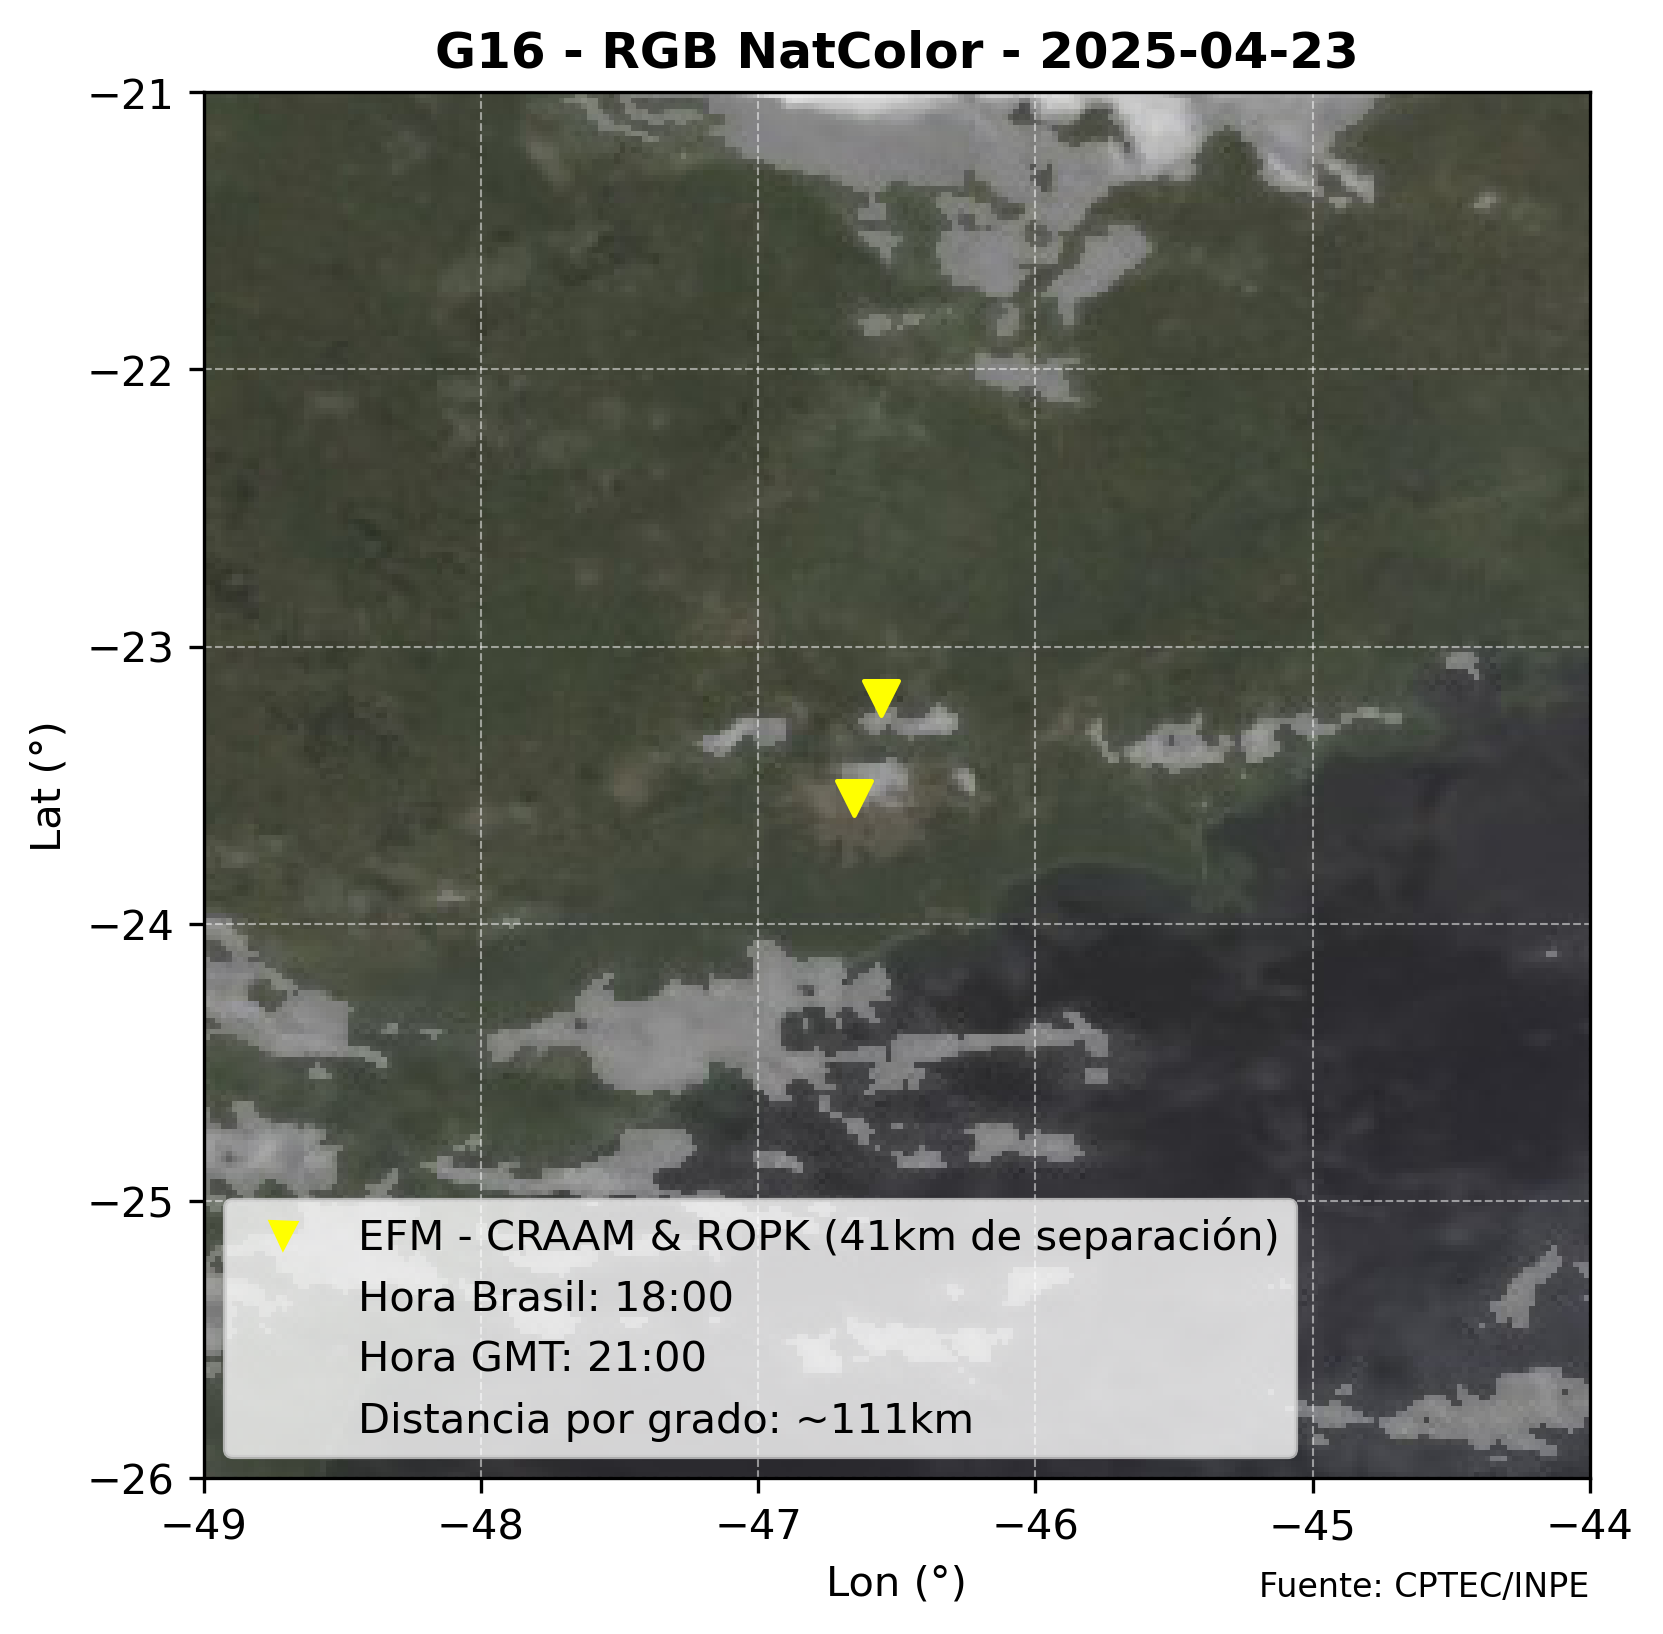 G16 - RGB NatColor - 2025-04-23
−21
−22
−23
−24
−25
−26
Lat (°)
EFM - CRAAM & ROPK (41km de separación)
Hora Brasil: 18:00
Hora GMT: 21:00
Distancia por grado: ~111km
−49 −48 −47 −46 −45 −44
Lon (°)
Fuente: CPTEC/INPE